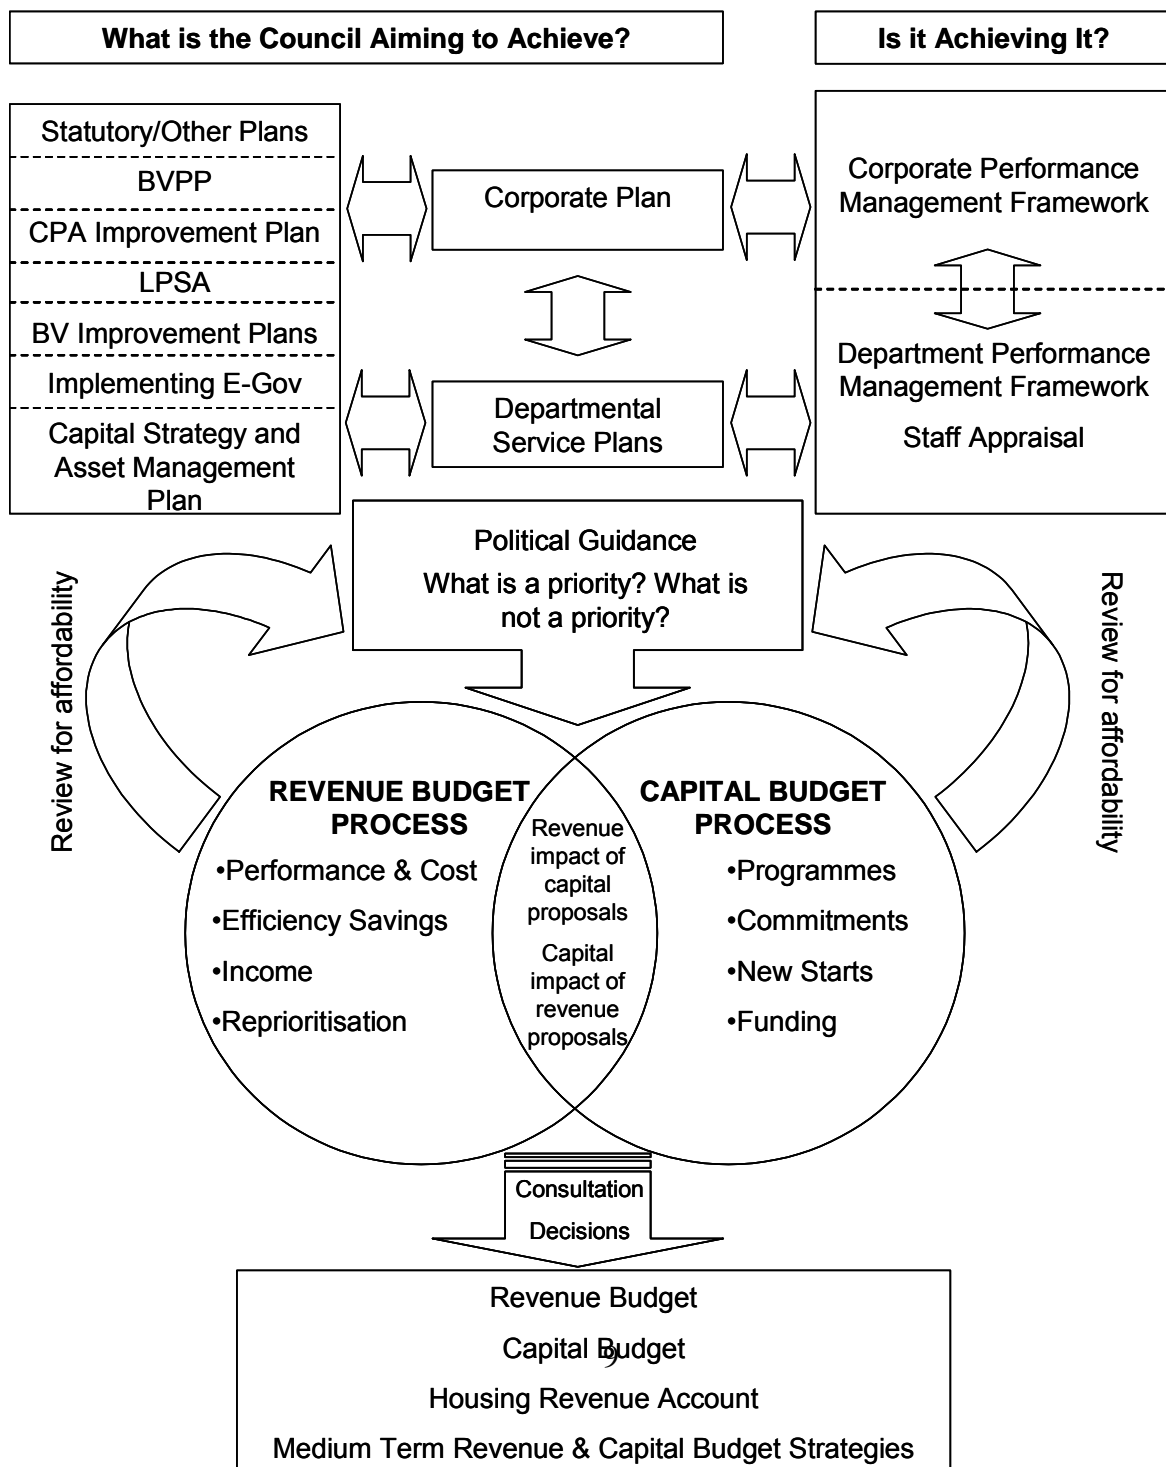 What is the Council Aiming to Achieve?
Is it Achieving It?
Statutory/Other Plans
BVPP
CPA Improvement Plan
LPSA
BV Improvement Plans
Implementing E-Gov
Capital Strategy and
Asset Management
Plan
Corporate Plan
Departmental
Service Plans
Corporate Performance
Management Framework
Department Performance
Management Framework
Staff Appraisal
Political Guidance
What is a priority? What is
not a priority?
Review for affordability
Review for affordability
REVENUE BUDGET
PROCESS
•Performance & Cost
•Efficiency Savings
•Income
•Reprioritisation
Revenue
impact of
capital
proposals
Capital
impact of
revenue
proposals
CAPITAL BUDGET
PROCESS
•Programmes
•Commitments
•New Starts
•Funding
Consultation
Decisions
Revenue Budget
Capital Budget
9
Housing Revenue Account
Medium Term Revenue & Capital Budget Strategies